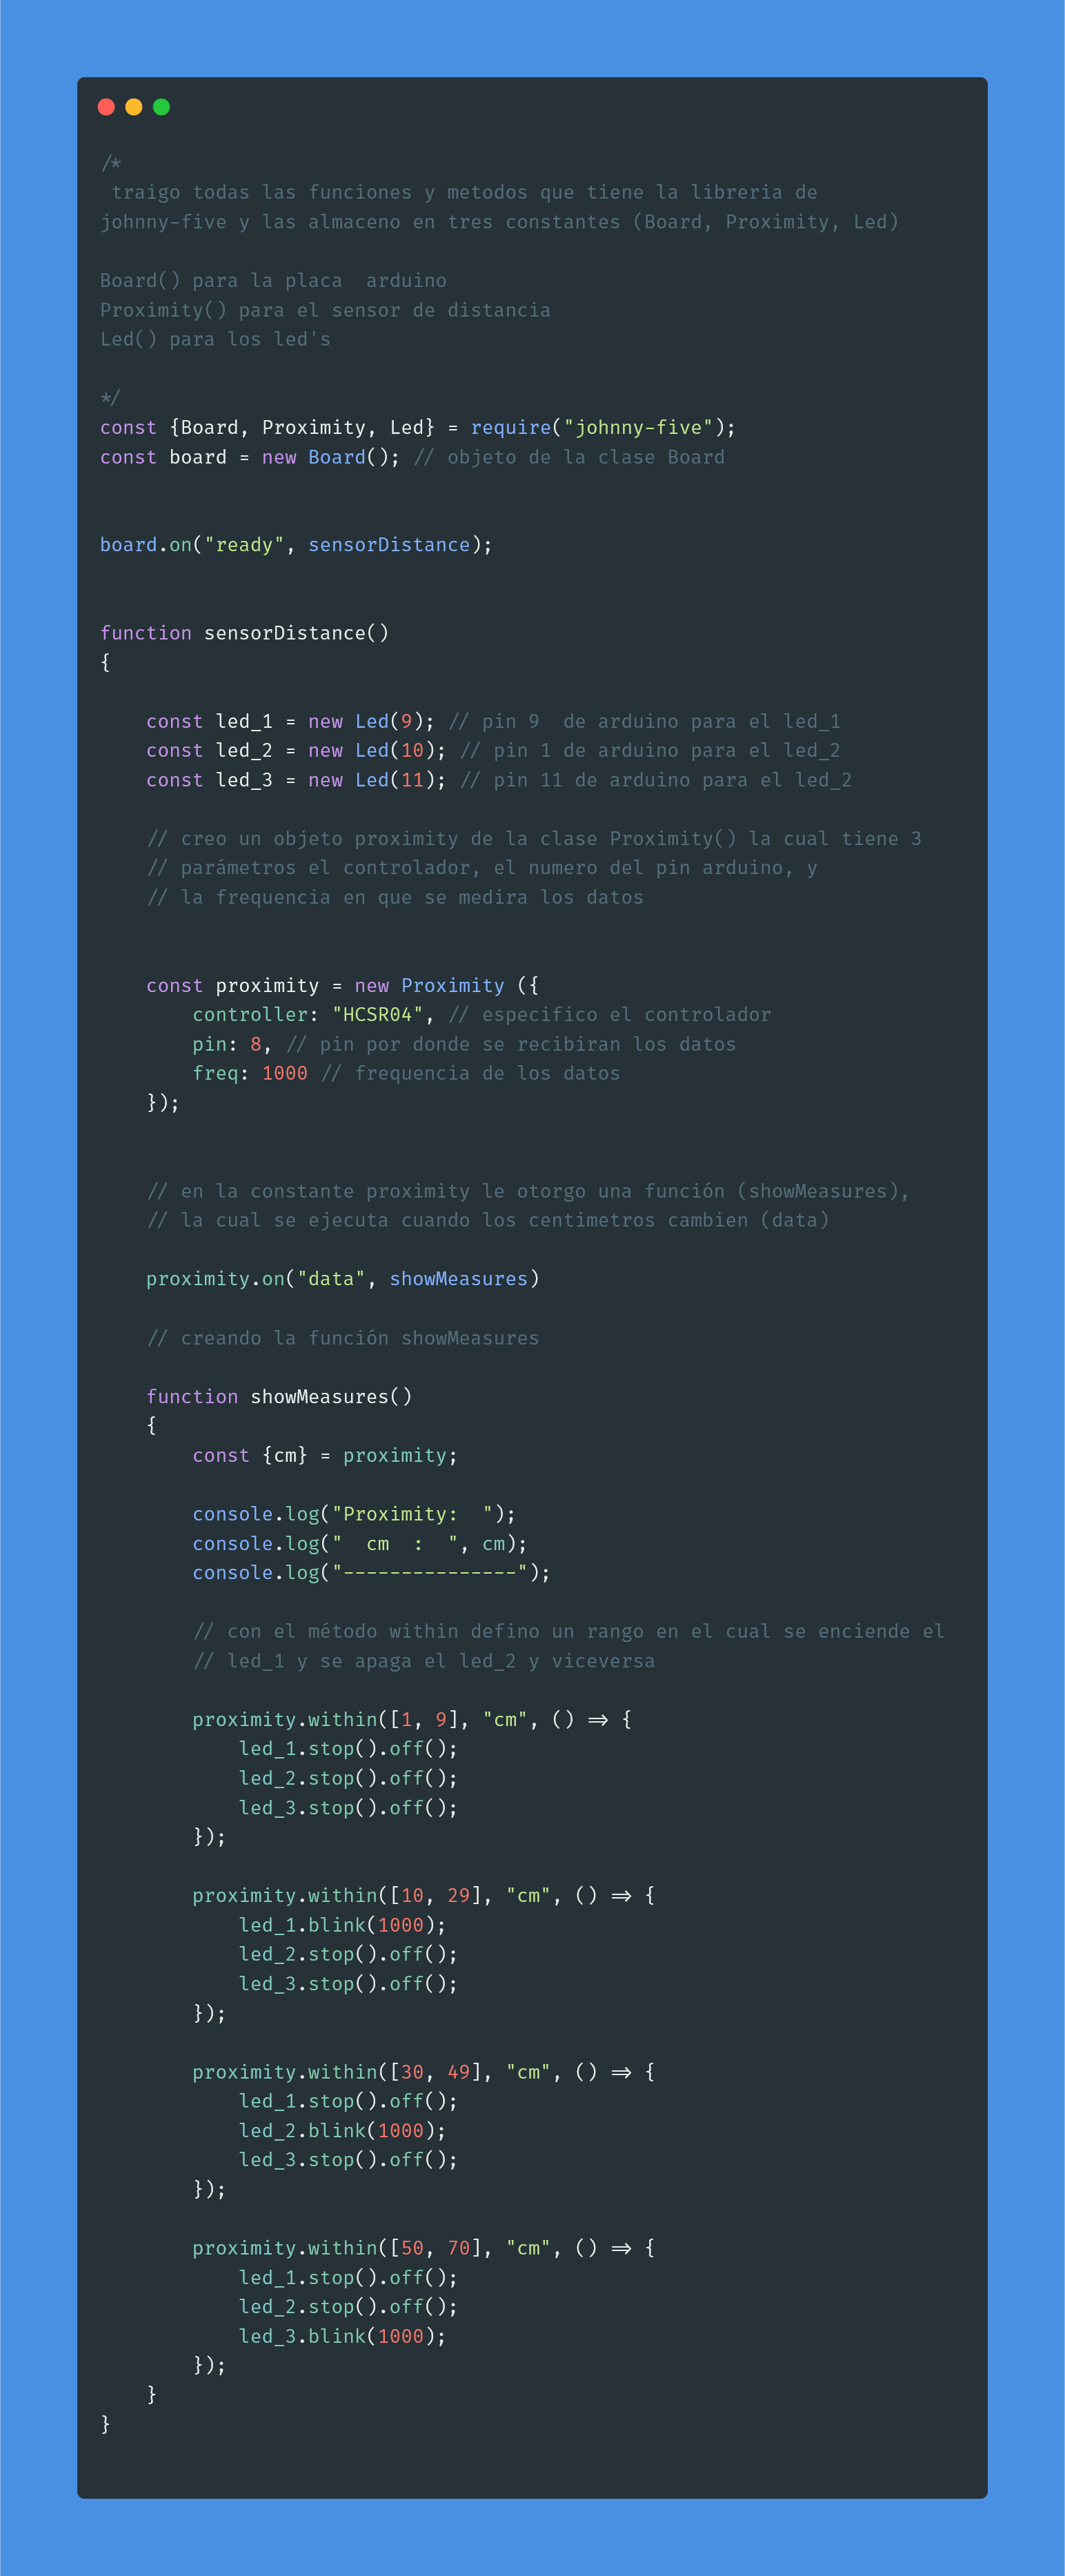 /*
 traigo todas las funciones y metodos que tiene la libreria de
johnny-five y las almaceno en tres constantes (Board, Proximity, Led)

Board() para la placa  arduino
Proximity() para el sensor de distancia
Led() para los led's

*/
const {Board, Proximity, Led} = require("johnny-five");
const board = new Board(); // objeto de la clase Board


board.on("ready", sensorDistance);


function sensorDistance()
{

    const led_1 = new Led(9); // pin 9  de arduino para el led_1
    const led_2 = new Led(10); // pin 1 de arduino para el led_2
    const led_3 = new Led(11); // pin 11 de arduino para el led_2

    // creo un objeto proximity de la clase Proximity() la cual tiene 3
    // parámetros el controlador, el numero del pin arduino, y
    // la frequencia en que se medira los datos


    const proximity = new Proximity ({
        controller: "HCSR04", // especifico el controlador
        pin: 8, // pin por donde se recibiran los datos
        freq: 1000 // frequencia de los datos
    });


    // en la constante proximity le otorgo una función (showMeasures),
    // la cual se ejecuta cuando los centimetros cambien (data)

    proximity.on("data", showMeasures)

    // creando la función showMeasures

    function showMeasures()
    {
        const {cm} = proximity;

        console.log("Proximity:  ");
        console.log("  cm  :  ", cm);
        console.log("---------------");

        // con el método within defino un rango en el cual se enciende el
        // led_1 y se apaga el led_2 y viceversa

        proximity.within([1, 9], "cm", () => {
            led_1.stop().off();
            led_2.stop().off();
            led_3.stop().off();
        });

        proximity.within([10, 29], "cm", () => {
            led_1.blink(1000);
            led_2.stop().off();
            led_3.stop().off();
        });

        proximity.within([30, 49], "cm", () => {
            led_1.stop().off();
            led_2.blink(1000);
            led_3.stop().off();
        });

        proximity.within([50, 70], "cm", () => {
            led_1.stop().off();
            led_2.stop().off();
            led_3.blink(1000);
        });
    }
}